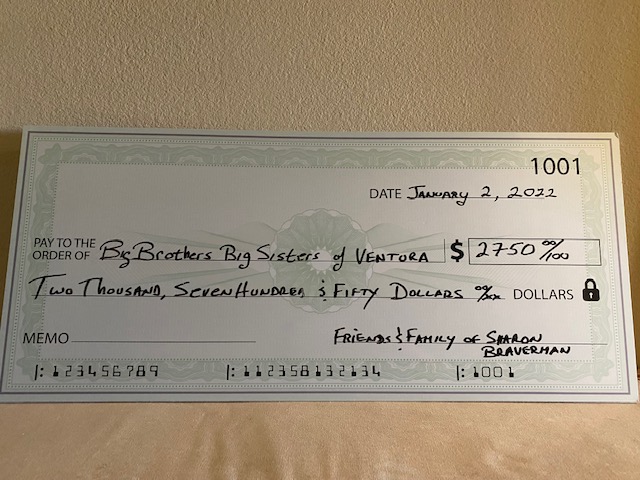 1001
DATE JANUARY 2, 2022
PAY TO THE
ORDER OF Big Brothers Big Sisters of VENTURA $ 2750 00/100
TWO THOUSAND, SEVEN HUNDRED & FIFTY DOLLARS 00/xx DOLLARS
MEMO FRIENDS & FAMILY OF SHARON
BRAVERMAN
|: 123456789 |: 112358132134 |: 1001